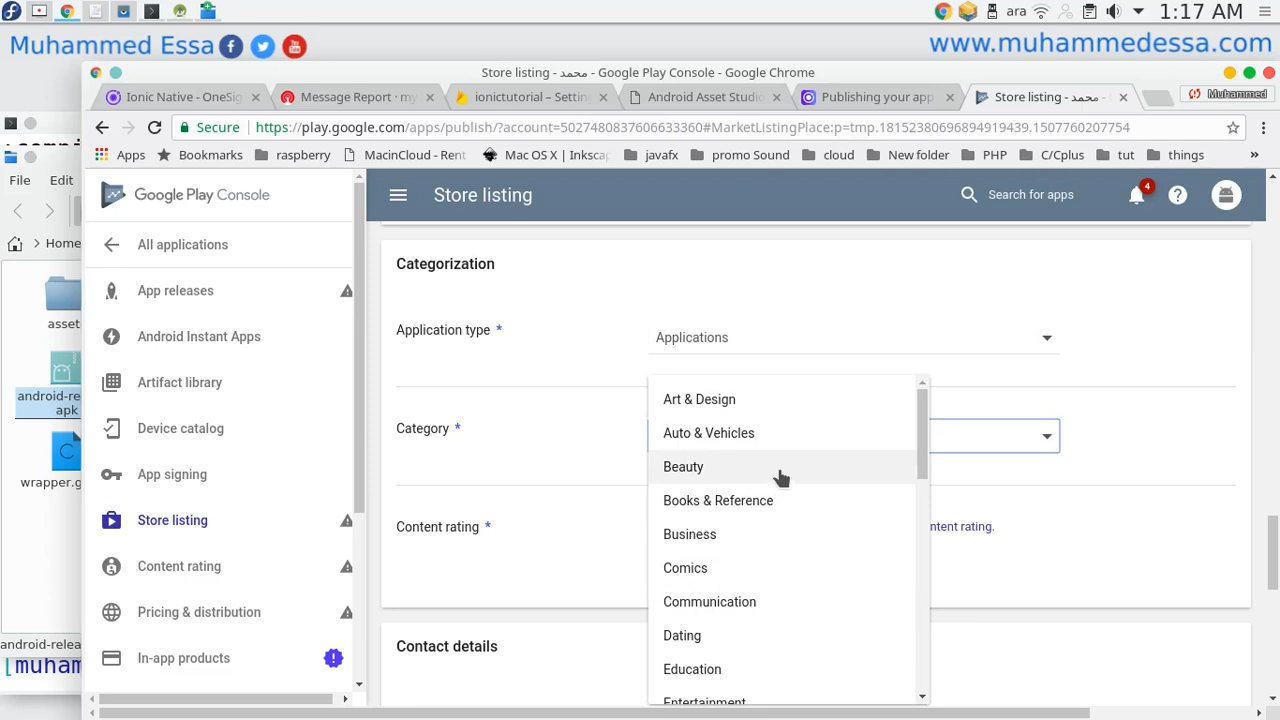 ara
1:17 AM
Muhammed Essa
www.muhammedessa.com
Store listing - محمد - Google Play Console - Google Chrome
Muhammed
Ionic Native - OneSig
Message Report · my
ionictutorial – Settin
Android Asset Studio
Publishing your app
Store listing - محمد - G
Secure
https://play.google.com/apps/publish/?account=5027480837606633360#MarketListingPlace:p=tmp.18152380696894919439.1507760207754
Apps
Bookmarks
raspberry
MacinCloud - Rent
Mac OS X | Inkscap
javafx
promo Sound
cloud
New folder
PHP
C/Cplus
tut
things
»
File
Edit
Home
asset
android-rele
apk
wrapper.g
android-relea
[muhamm
Google Play Console
All applications
App releases
Android Instant Apps
Artifact library
Device catalog
App signing
Store listing
Content rating
Pricing & distribution
In-app products
Store listing
Search for apps
4
Categorization
Application type *
Applications
Category *
Art & Design
Auto & Vehicles
Beauty
Books & Reference
Business
Comics
Communication
Dating
Education
Entertainment
Content rating *
ntent rating.
Contact details